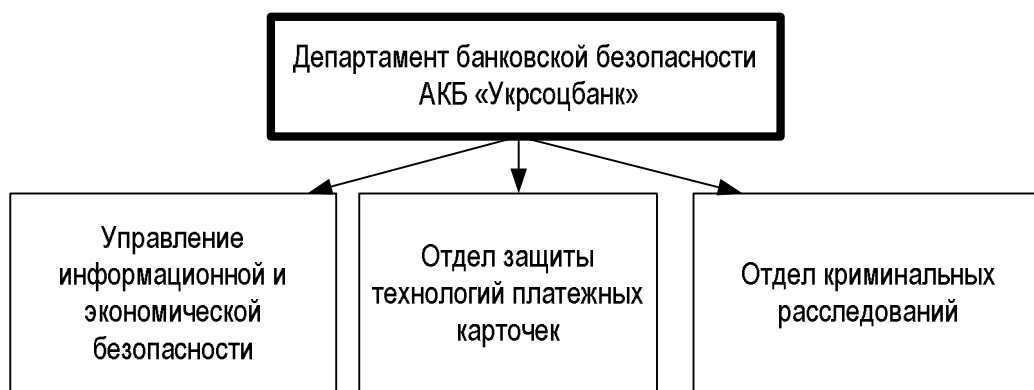 Департамент банковской безопасности
АКБ «Укрсоцбанк»
Управление
информационной и
экономической
безопасности
Отдел защиты
технологий платежных
карточек
Отдел криминальных
расследований